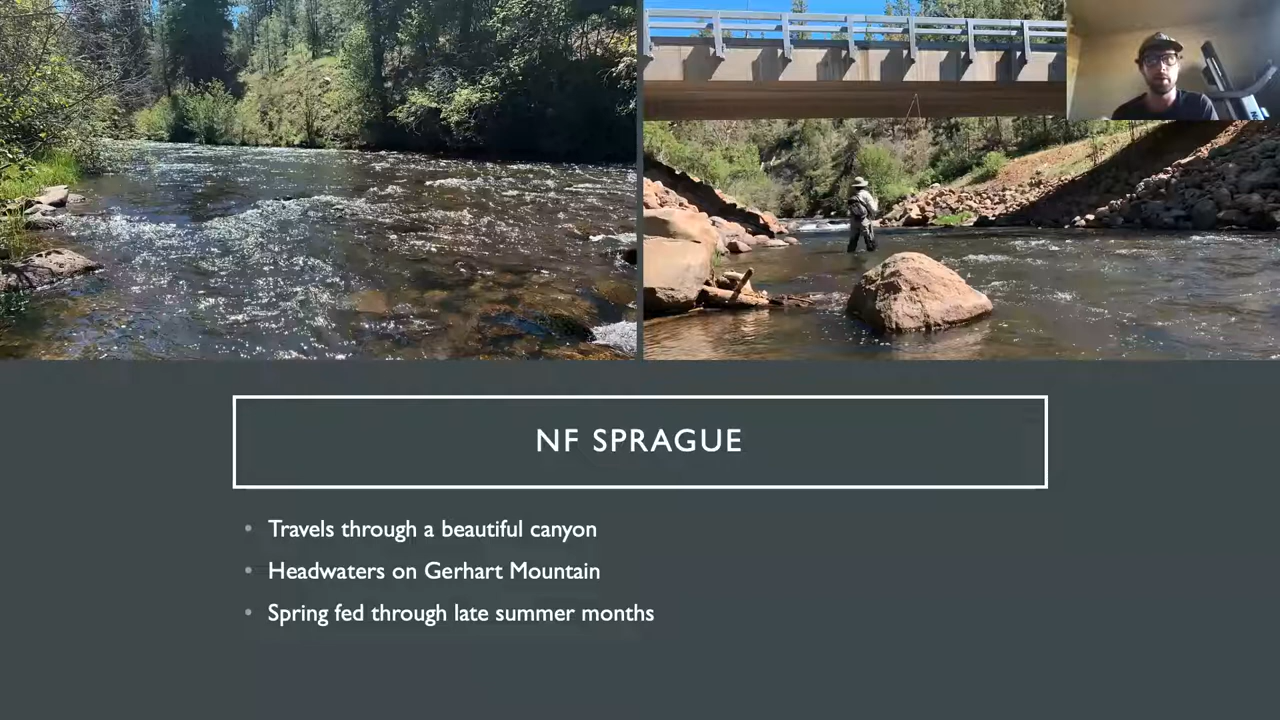 NF SPRAGUE
• Travels through a beautiful canyon
• Headwaters on Gerhart Mountain
• Spring fed through late summer months